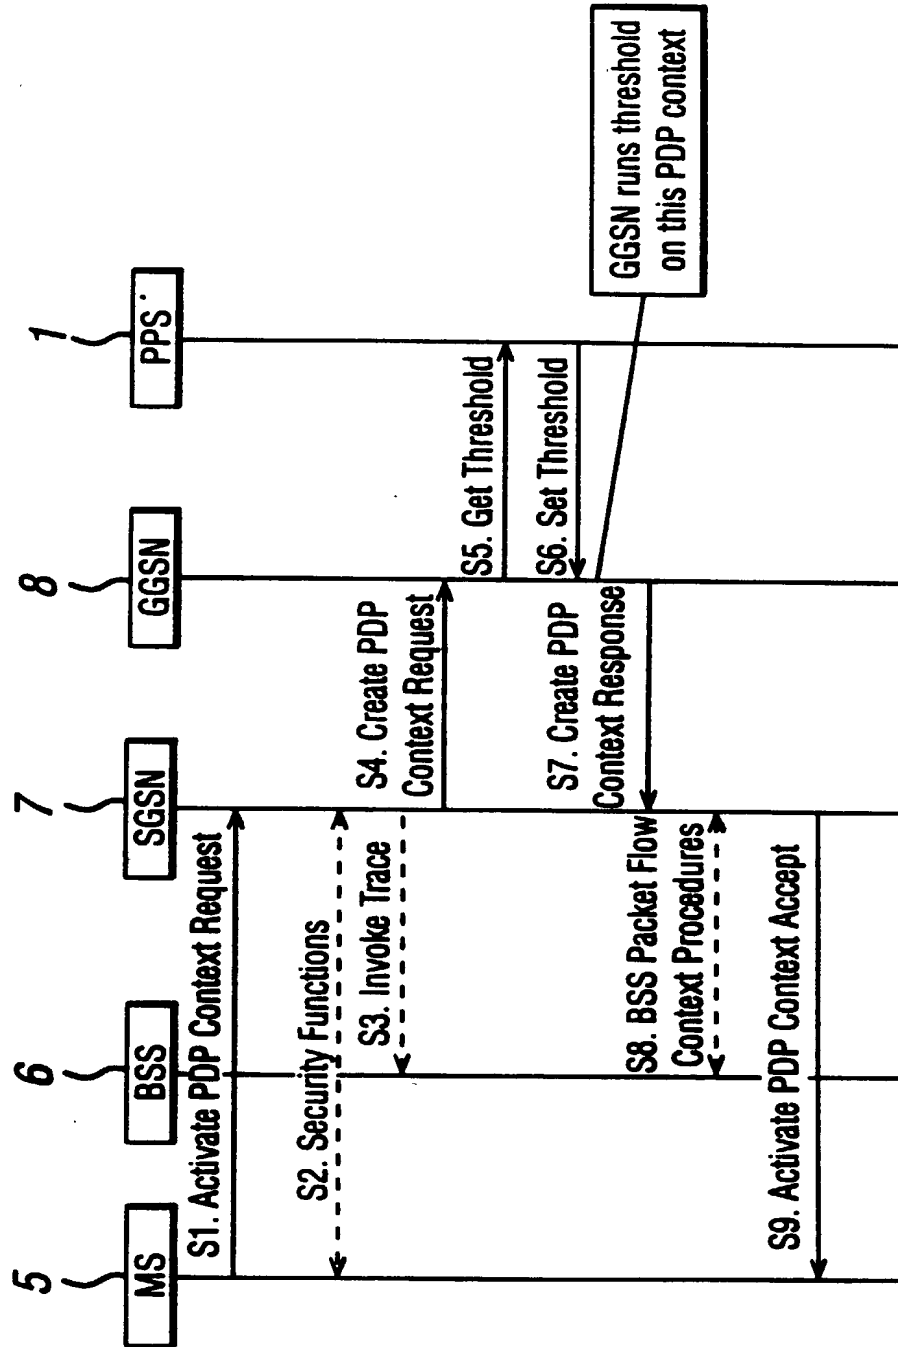 5
6
7
8
1
MS
BSS
SGSN
GGSN
PPS
S1. Activate PDP Context Request
S2. Security Functions
S3. Invoke Trace
S4. Create PDP
Context Request
S5. Get Threshold
S6. Set Threshold
GGSN runs threshold
on this PDP context
S7. Create PDP
Context Response
S8. BSS Packet Flow
Context Procedures
S9. Activate PDP Context Accept